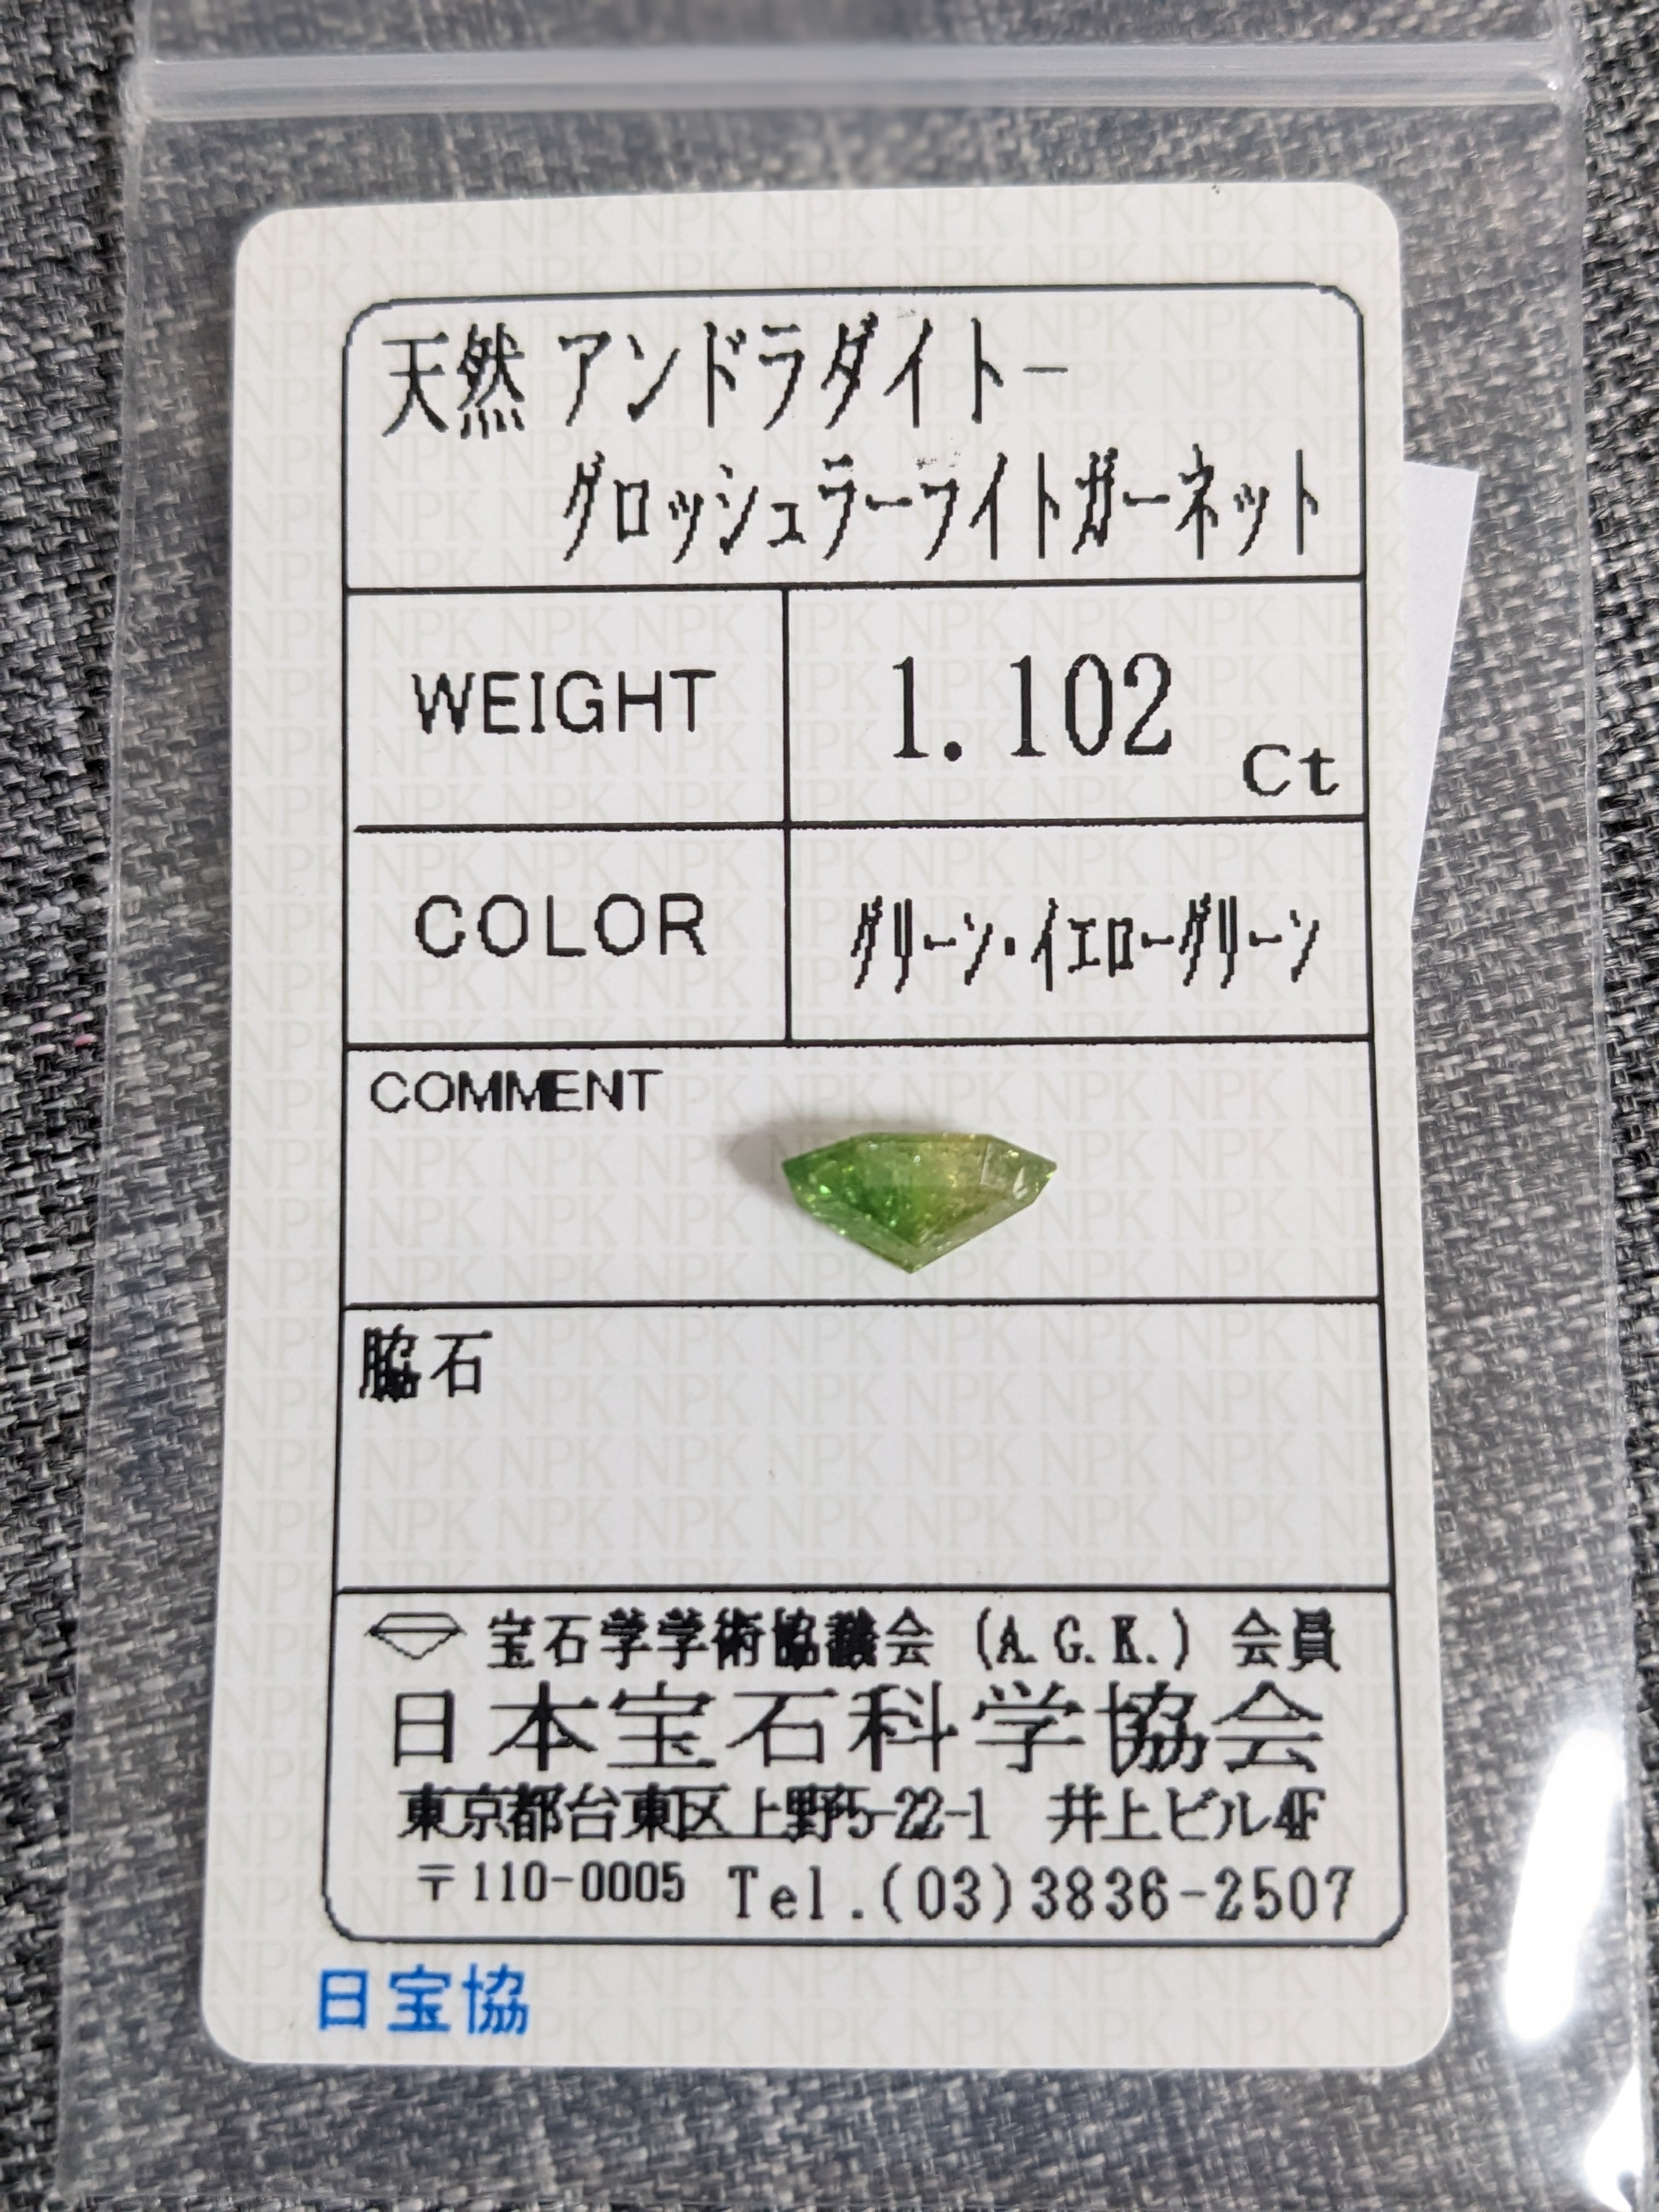 天然 アンドラダイトー
グロッシュラーライトガーネット
WEIGHT 1.102 Ct
COLOR グリーン・イエローグリーン
COMMENT
脇石
宝石学学術協議会 (A.G.K.) 会員
日本宝石科学協会
東京都台東区上野5-22-1 井上ビル4F
〒110-0005 Tel.(03)3836-2507
日宝協